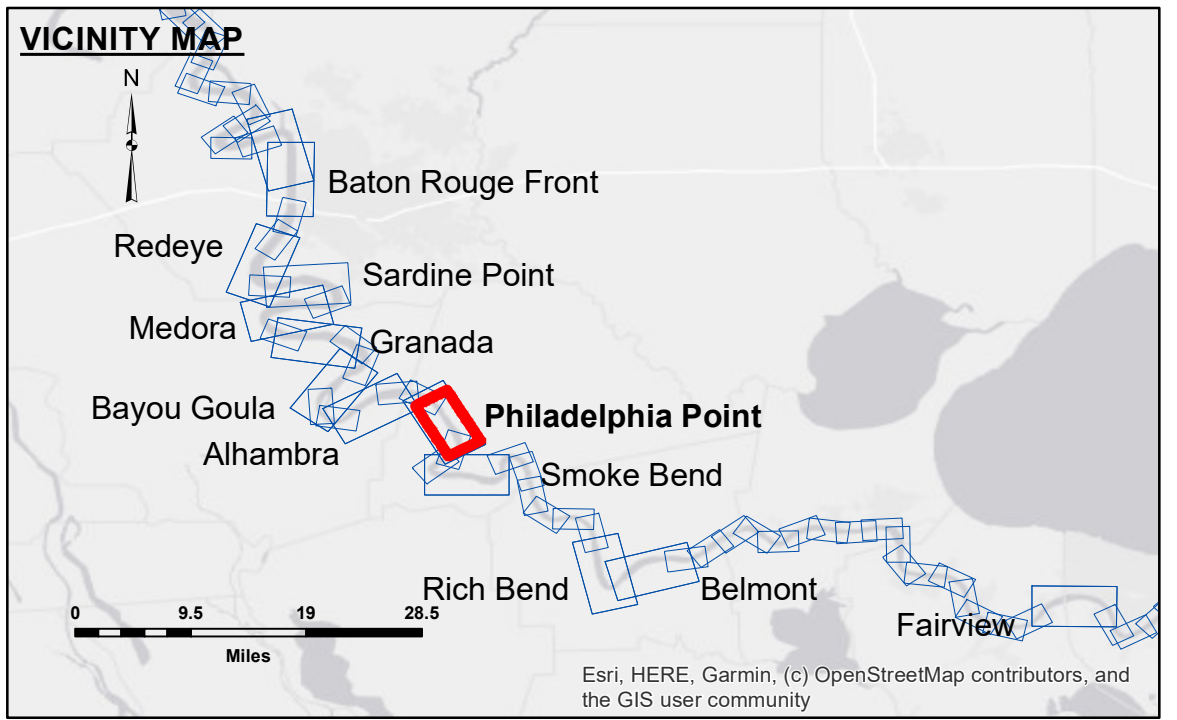 VICINITY MAP
N
Baton Rouge Front
Redeye
Sardine Point
Medora
Granada
Bayou Goula
Philadelphia Point
Alhambra
Smoke Bend
Rich Bend
Belmont
0 9.5 19 28.5
Fairview
Miles
Esri, HERE, Garmin, (c) OpenStreetMap contributors, and
the GIS user community